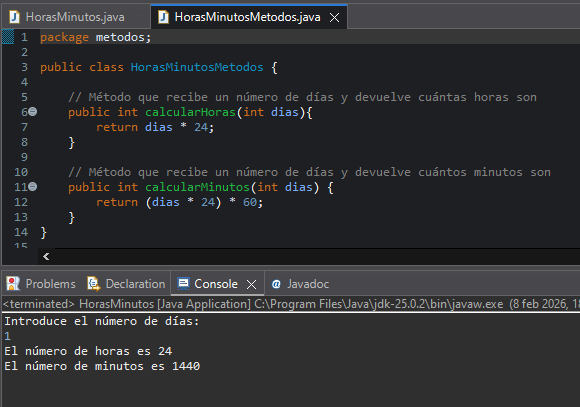 HorasMinutos.java HorasMinutosMetodos.java
1 package metodos;
2
3 public class HorasMinutosMetodos {
4
5 // Método que recibe un número de días y devuelve cuántas horas son
6 public int calcularHoras(int dias){
7 return dias * 24;
8 }
9
10 // Método que recibe un número de días y devuelve cuántos minutos son
11 public int calcularMinutos(int dias) {
12 return (dias * 24) * 60;
13 }
14 }
15
Problems Declaration Console Javadoc
<terminated> HorasMinutos [Java Application] C:\Program Files\Java\jdk-25.0.2\bin\javaw.exe (8 feb 2026, 18
Introduce el número de días:
1
El número de horas es 24
El número de minutos es 1440